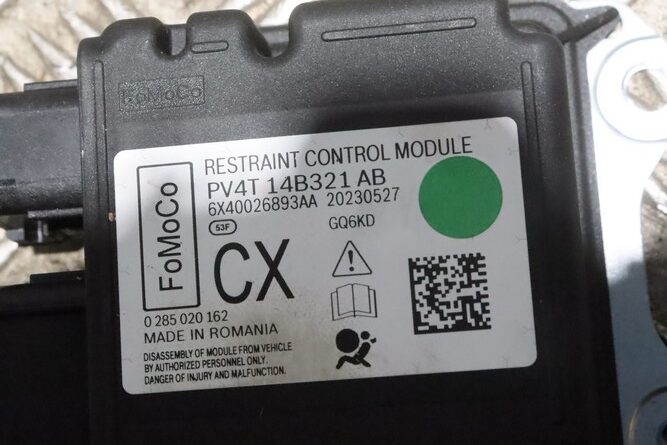 FoMoCo
FoMoCo
RESTRAINT CONTROL MODULE
PV4T 14B321 AB
6X40026893AA 20230527
53F
GQ6KD
CX
0 285 020 162
MADE IN ROMANIA
DISASSEMBLY OF MODULE FROM VEHICLE
BY AUTHORIZED PERSONNEL ONLY.
DANGER OF INJURY AND MALFUNCTION.